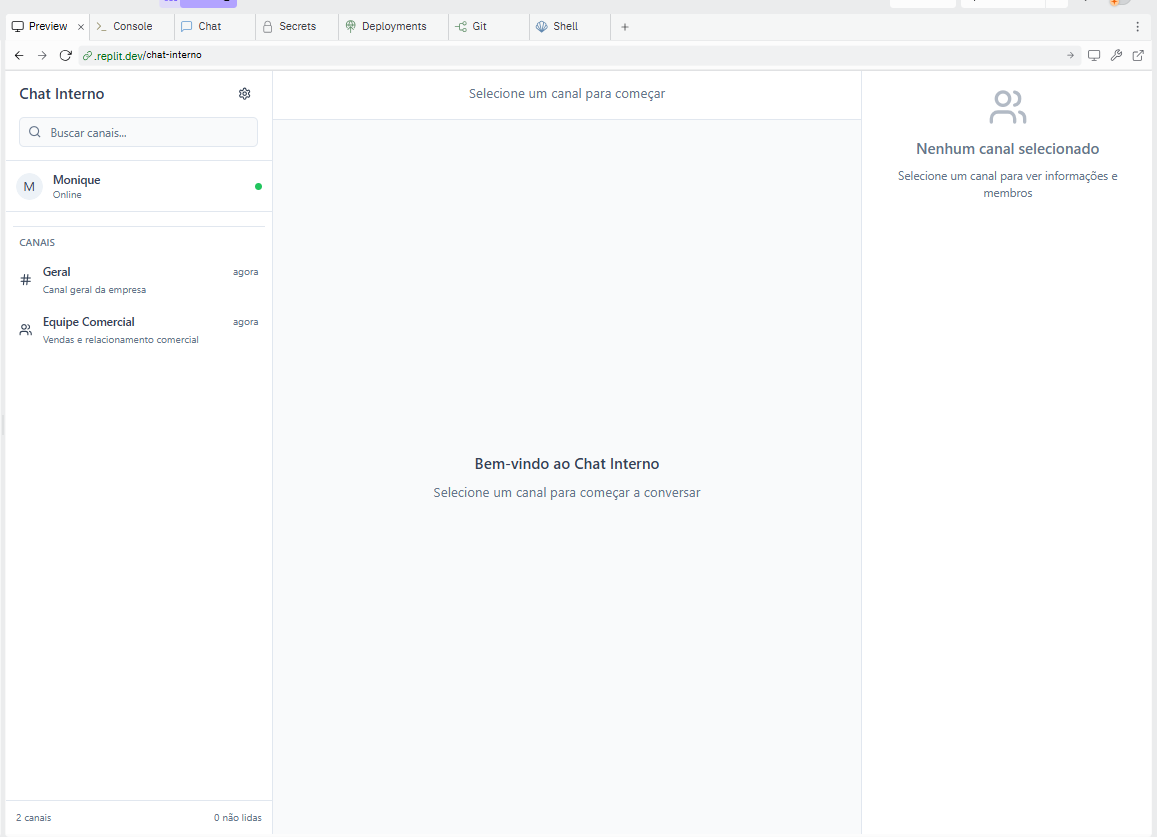 Preview
Console
Chat
Secrets
Deployments
Git
Shell
.replit.dev/chat-interno
Chat Interno
Buscar canais...
M
Monique
Online
CANAIS
Geral
agora
Canal geral da empresa
Equipe Comercial
agora
Vendas e relacionamento comercial
2 canais
0 não lidas
Selecione um canal para começar
Bem-vindo ao Chat Interno
Selecione um canal para começar a conversar
Nenhum canal selecionado
Selecione um canal para ver informações e
membros